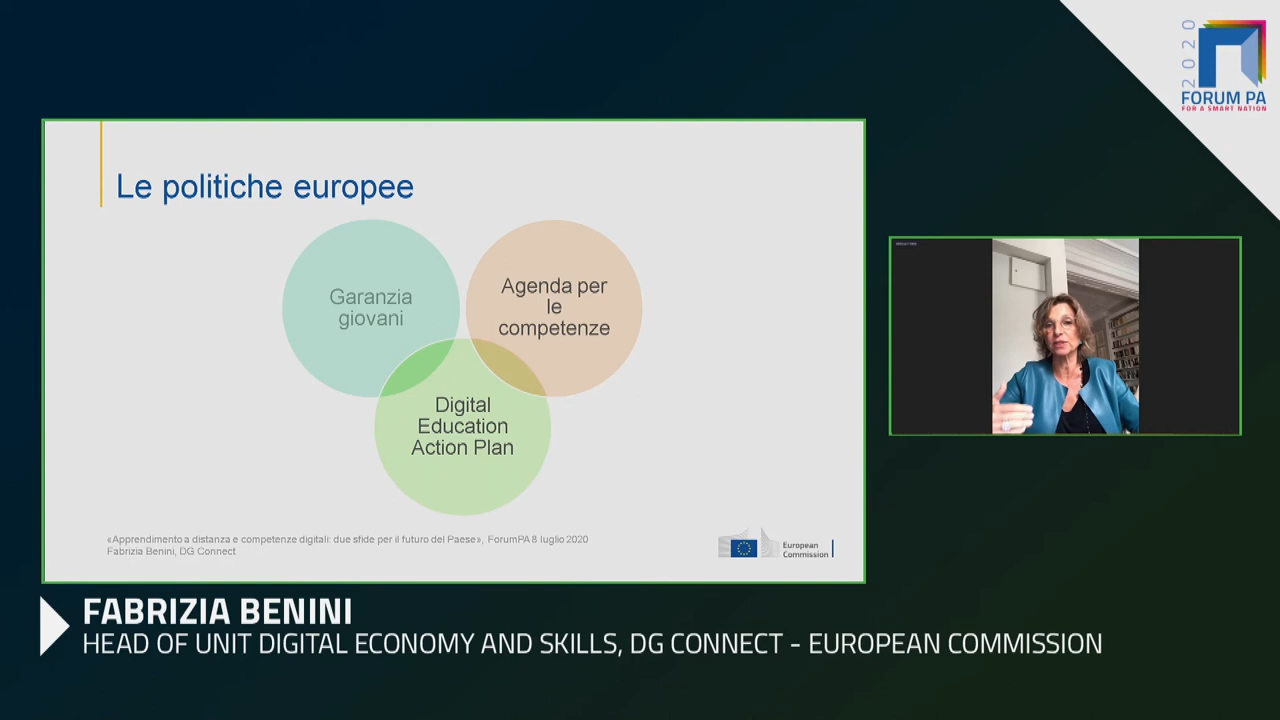 2020
FORUM PA
FOR A SMART NATION
Le politiche europee
Garanzia
giovani
Agenda per
le
competenze
Digital
Education
Action Plan
«Apprendimento a distanza e competenze digitali: due sfide per il futuro del Paese», ForumPA 8 luglio 2020
Fabrizia Benini, DG Connect
European
Commission
FABRIZIA BENINI
HEAD OF UNIT DIGITAL ECONOMY AND SKILLS, DG CONNECT - EUROPEAN COMMISSION